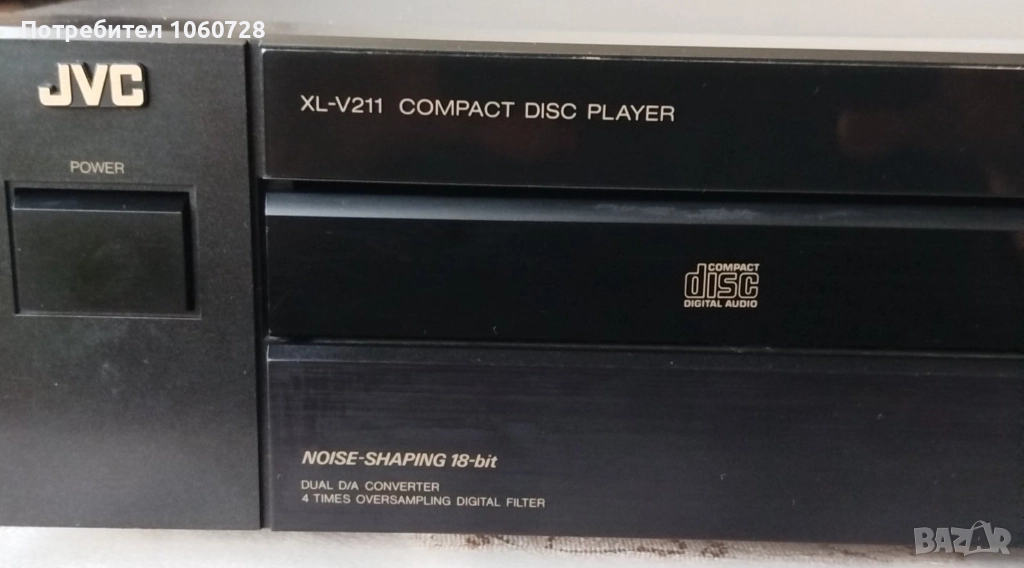 Потребител 1060728
JVC
XL-V211 COMPACT DISC PLAYER
POWER
COMPACT
disc
DIGITAL AUDIO
NOISE-SHAPING 18-bit
DUAL D/A CONVERTER
4 TIMES OVERSAMPLING DIGITAL FILTER
BAZAR